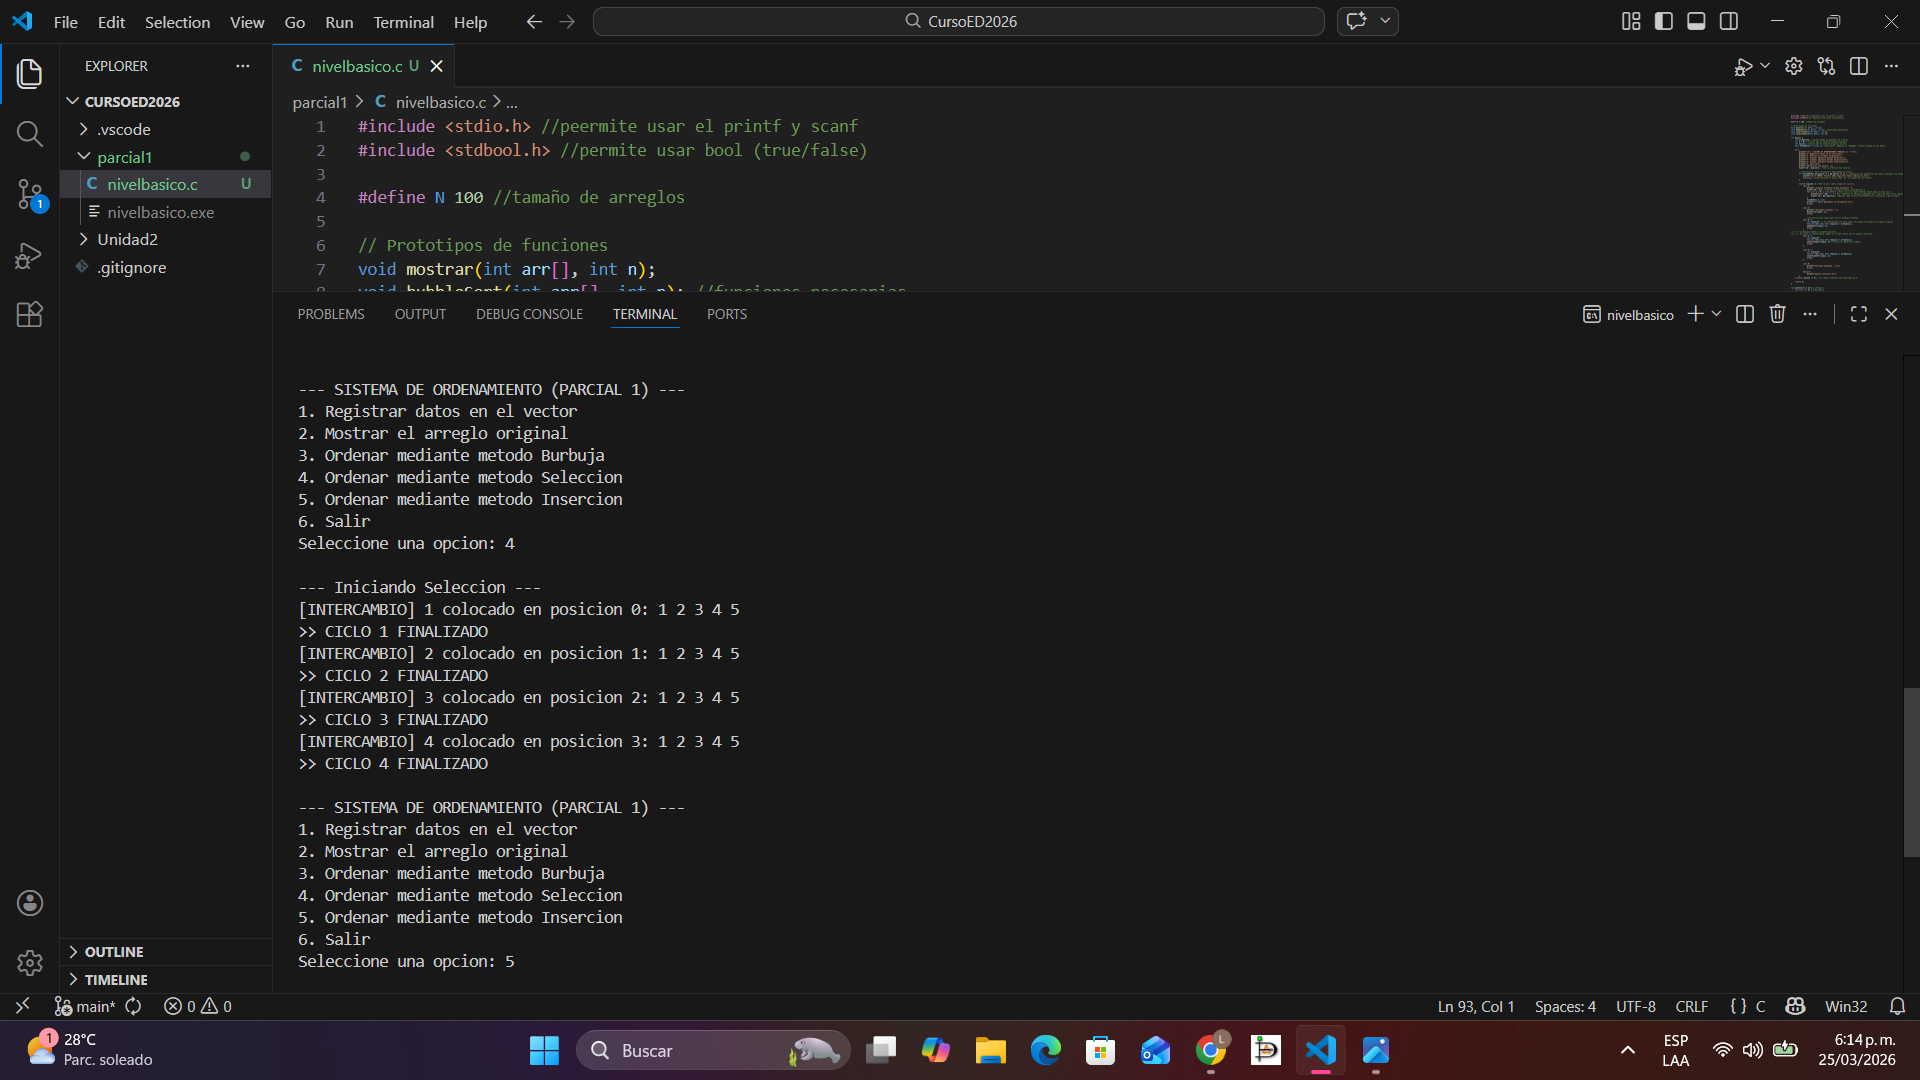 File Edit Selection View Go Run Terminal Help
CursoED2026
EXPLORER
CURSOED2026
.vscode
parcial1
C nivelbasico.c U
nivelbasico.exe
Unidad2
.gitignore
OUTLINE
TIMELINE
C nivelbasico.c U
parcial1 > C nivelbasico.c > ...
1 #include <stdio.h> //peermite usar el printf y scanf
2 #include <stdbool.h> //permite usar bool (true/false)
3
4 #define N 100 //tamaño de arreglos
5
6 // Prototipos de funciones
7 void mostrar(int arr[], int n);
8 void bubbleSort(int arr[], int n); //funciones necesarias
PROBLEMS OUTPUT DEBUG CONSOLE TERMINAL PORTS
nivelbasico
--- SISTEMA DE ORDENAMIENTO (PARCIAL 1) ---
1. Registrar datos en el vector
2. Mostrar el arreglo original
3. Ordenar mediante metodo Burbuja
4. Ordenar mediante metodo Seleccion
5. Ordenar mediante metodo Insercion
6. Salir
Seleccione una opcion: 4
--- Iniciando Seleccion ---
[INTERCAMBIO] 1 colocado en posicion 0: 1 2 3 4 5
>> CICLO 1 FINALIZADO
[INTERCAMBIO] 2 colocado en posicion 1: 1 2 3 4 5
>> CICLO 2 FINALIZADO
[INTERCAMBIO] 3 colocado en posicion 2: 1 2 3 4 5
>> CICLO 3 FINALIZADO
[INTERCAMBIO] 4 colocado en posicion 3: 1 2 3 4 5
>> CICLO 4 FINALIZADO
--- SISTEMA DE ORDENAMIENTO (PARCIAL 1) ---
1. Registrar datos en el vector
2. Mostrar el arreglo original
3. Ordenar mediante metodo Burbuja
4. Ordenar mediante metodo Seleccion
5. Ordenar mediante metodo Insercion
6. Salir
Seleccione una opcion: 5
1
main* 0 0
Ln 93, Col 1 Spaces: 4 UTF-8 CRLF {} C Win32
1
28°C
Parc. soleado
Buscar
L
ESP
LAA
6:14 p. m.
25/03/2026